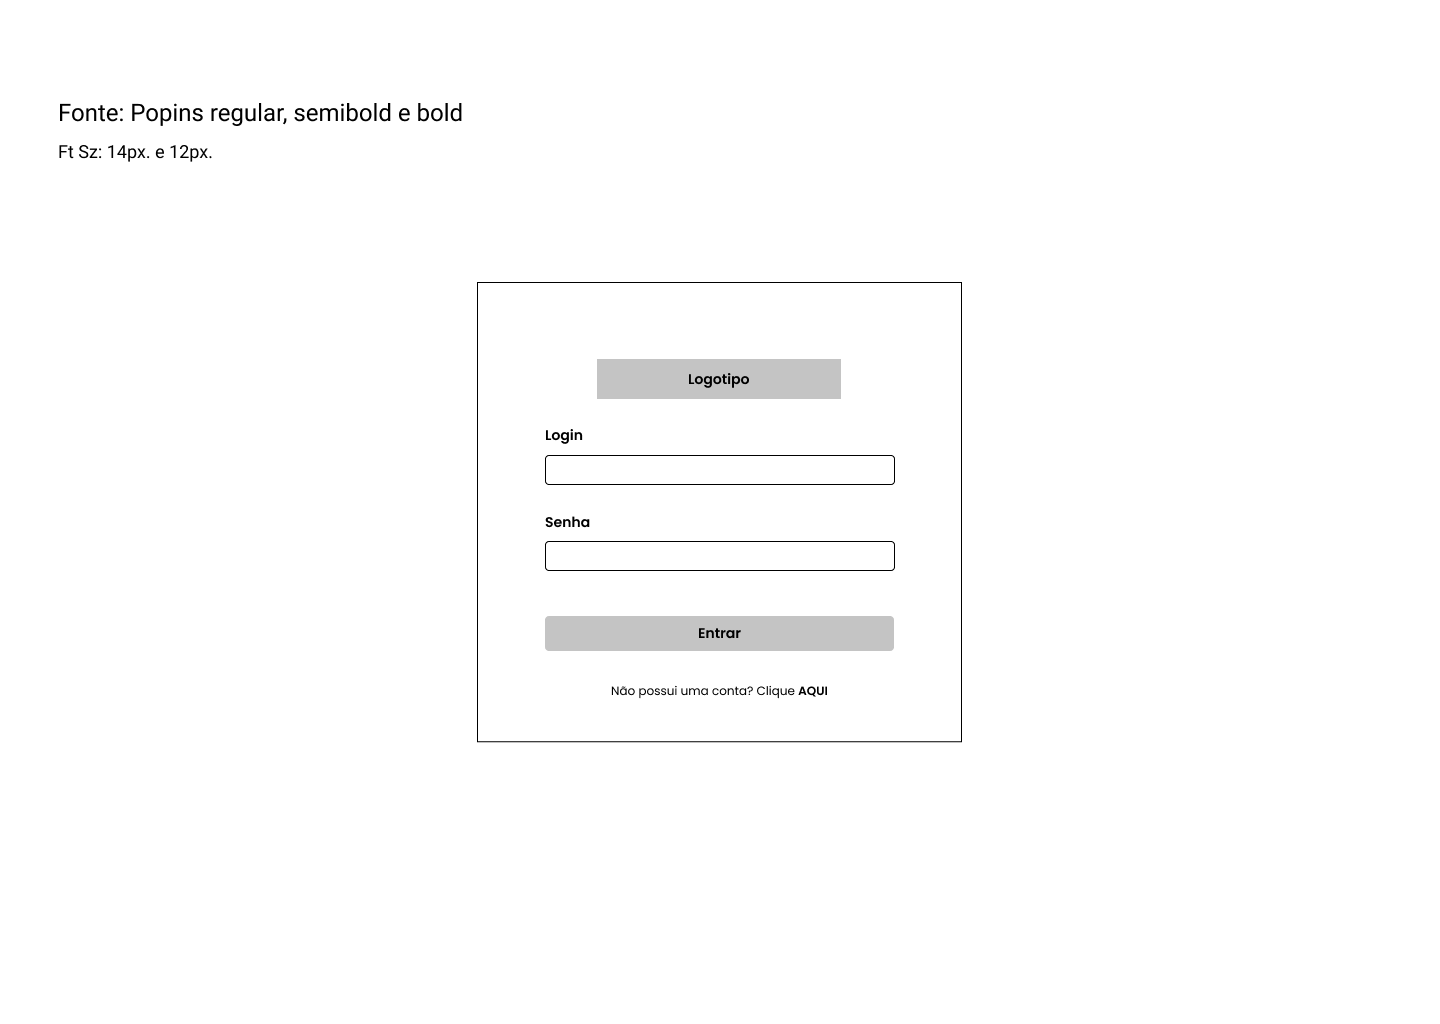 Fonte: Popins regular, semibold e bold
Ft Sz: 14px. e 12px.
Logotipo
Login
Senha
Entrar
Não possui uma conta? Clique AQUI